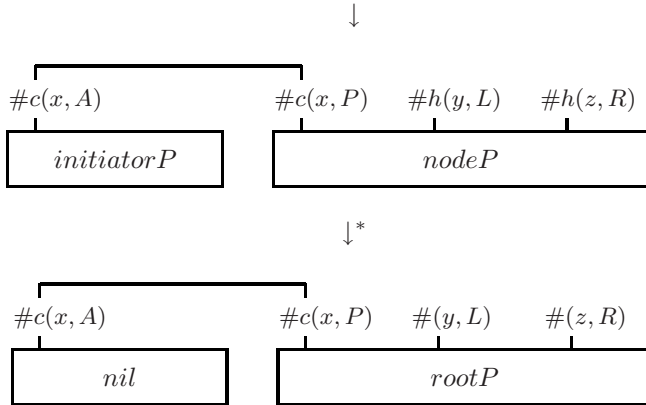 ↓
#c(x, A) #c(x, P) #h(y, L) #h(z, R)
initiatorP nodeP
↓*
#c(x, A) #c(x, P) #(y, L) #(z, R)
nil rootP